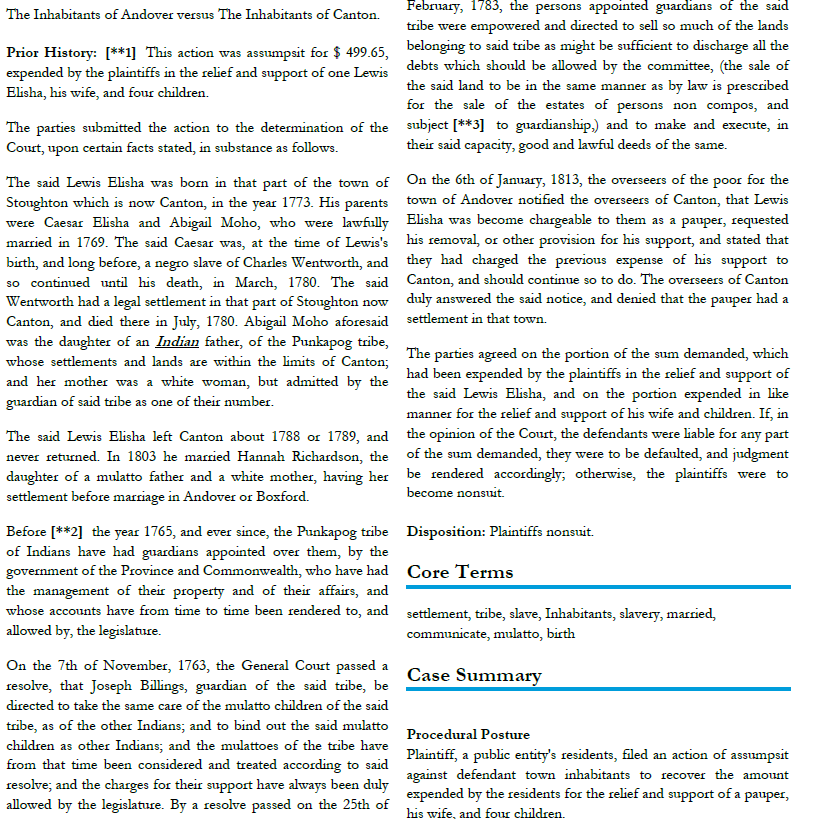 The Inhabitants of Andover versus The Inhabitants of Canton.
Prior History: [**1] This action was assumpsit for $ 499.65,
expended by the plaintiffs in the relief and support of one Lewis
Elisha, his wife, and four children.
The parties submitted the action to the determination of the
Court, upon certain facts stated, in substance as follows.
The said Lewis Elisha was born in that part of the town of
Stoughton which is now Canton, in the year 1773. His parents
were Caesar Elisha and Abigail Moho, who were lawfully
married in 1769. The said Caesar was, at the time of Lewis's
birth, and long before, a negro slave of Charles Wentworth, and
so continued until his death, in March, 1780. The said
Wentworth had a legal settlement in that part of Stoughton now
Canton, and died there in July, 1780. Abigail Moho aforesaid
was the daughter of an Indian father, of the Punkapog tribe,
whose settlements and lands are within the limits of Canton;
and her mother was a white woman, but admitted by the
guardian of said tribe as one of their number.
The said Lewis Elisha left Canton about 1788 or 1789, and
never returned. In 1803 he married Hannah Richardson, the
daughter of a mulatto father and a white mother, having her
settlement before marriage in Andover or Boxford.
Before [**2] the year 1765, and ever since, the Punkapog tribe
of Indians have had guardians appointed over them, by the
government of the Province and Commonwealth, who have had
the management of their property and of their affairs, and
whose accounts have from time to time been rendered to, and
allowed by, the legislature.
On the 7th of November, 1763, the General Court passed a
resolve, that Joseph Billings, guardian of the said tribe, be
directed to take the same care of the mulatto children of the said
tribe, as of the other Indians; and to bind out the said mulatto
children as other Indians; and the mulattoes of the tribe have
from that time been considered and treated according to said
resolve; and the charges for their support have always been duly
allowed by the legislature. By a resolve passed on the 25th of
February, 1783, the persons appointed guardians of the said
tribe were empowered and directed to sell so much of the lands
belonging to said tribe as might be sufficient to discharge all the
debts which should be allowed by the committee, (the sale of
the said land to be in the same manner as by law is prescribed
for the sale of the estates of persons non compos, and
subject [**3] to guardianship,) and to make and execute, in
their said capacity, good and lawful deeds of the same.
On the 6th of January, 1813, the overseers of the poor for the
town of Andover notified the overseers of Canton, that Lewis
Elisha was become chargeable to them as a pauper, requested
his removal, or other provision for his support, and stated that
they had charged the previous expense of his support to
Canton, and should continue so to do. The overseers of Canton
duly answered the said notice, and denied that the pauper had a
settlement in that town.
The parties agreed on the portion of the sum demanded, which
had been expended by the plaintiffs in the relief and support of
the said Lewis Elisha, and on the portion expended in like
manner for the relief and support of his wife and children. If, in
the opinion of the Court, the defendants were liable for any part
of the sum demanded, they were to be defaulted, and judgment
be rendered accordingly; otherwise, the plaintiffs were to
become nonsuit.
Disposition: Plaintiffs nonsuit.
Core Terms
settlement, tribe, slave, Inhabitants, slavery, married,
communicate, mulatto, birth
Case Summary
Procedural Posture
Plaintiff, a public entity's residents, filed an action of assumpsit
against defendant town inhabitants to recover the amount
expended by the residents for the relief and support of a pauper,
his wife, and four children.